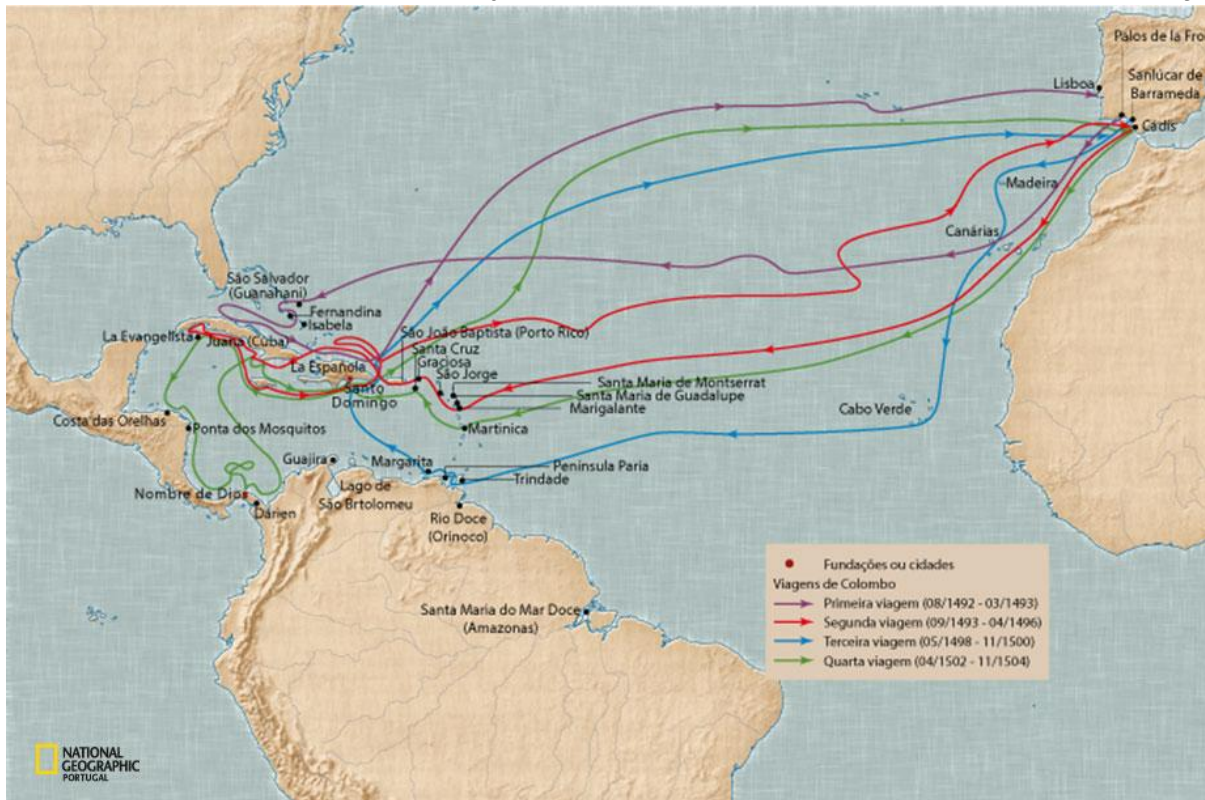 Palos de la Fro
Lisboa
Sanlúcar de
Barrameda
Cádis
Madeira
Canárias
São Salvador
(Guanahani)
Fernandina
Isabela
La Evangelista
Juana (Cuba)
São João Baptista (Porto Rico)
Santa Cruz
La Española
Graciosa
São Jorge
Santo
Domingo
Santa Maria de Montserrat
Santa Maria de Guadalupe
Marigalante
Cabo Verde
Costa das Orelhas
Ponta dos Mosquitos
Martinica
Guajira
Margarita
Peninsula Paria
Trindade
Lago de
São Brtolomeu
Nombre de Dios
Dárien
Rio Doce
(Orinoco)
Santa Maria do Mar Doce
(Amazonas)
Fundações ou cidades
Viagens de Colombo
Primeira viagem (08/1492 - 03/1493)
Segunda viagem (09/1493 - 04/1496)
Terceira viagem (05/1498 - 11/1500)
Quarta viagem (04/1502 - 11/1504)
NATIONAL
GEOGRAPHIC
PORTUGAL